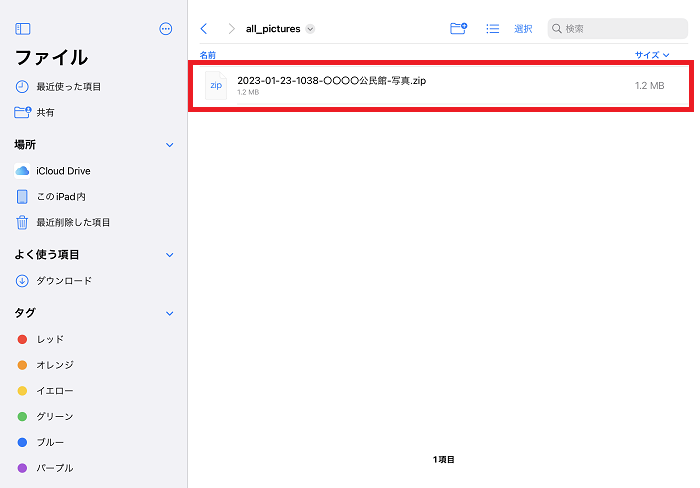 ファイル
最近使った項目
共有
場所
iCloud Drive
このiPad内
最近削除した項目
よく使う項目
ダウンロード
タグ
レッド
オレンジ
イエロー
グリーン
ブルー
パープル
all_pictures
選択
検索
名前
サイズ
zip
2023-01-23-1038-〇〇〇〇公民館-写真.zip
1.2 MB
1.2 MB
1項目